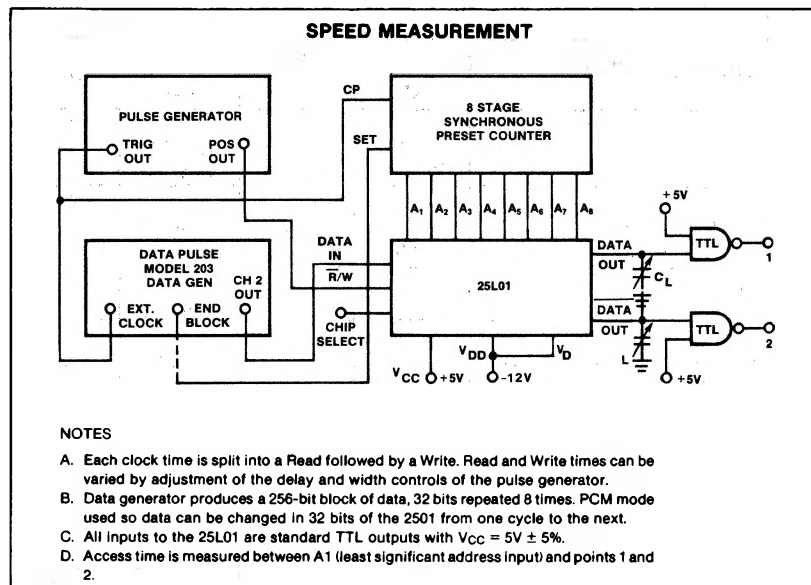 SPEED MEASUREMENT
PULSE GENERATOR
TRIG
OUT
POS
OUT
CP
SET
8 STAGE
SYNCHRONOUS
PRESET COUNTER
A1 A2 A3 A4 A5 A6 A7 A8
DATA PULSE
MODEL 203
DATA GEN
CH 2
OUT
EXT.
CLOCK
END
BLOCK
DATA
IN
R̅/W
CHIP
SELECT
25L01
VCC
+5V
VDD
-12V
VD
DATA
OUT
CL
D̅A̅T̅A̅
OUT
L
+5V
TTL
1
TTL
2
+5V
NOTES
A. Each clock time is split into a Read followed by a Write. Read and Write times can be
varied by adjustment of the delay and width controls of the pulse generator.
B. Data generator produces a 256-bit block of data, 32 bits repeated 8 times. PCM mode
used so data can be changed in 32 bits of the 2501 from one cycle to the next.
C. All inputs to the 25L01 are standard TTL outputs with VCC = 5V ± 5%.
D. Access time is measured between A1 (least significant address input) and points 1 and
2.